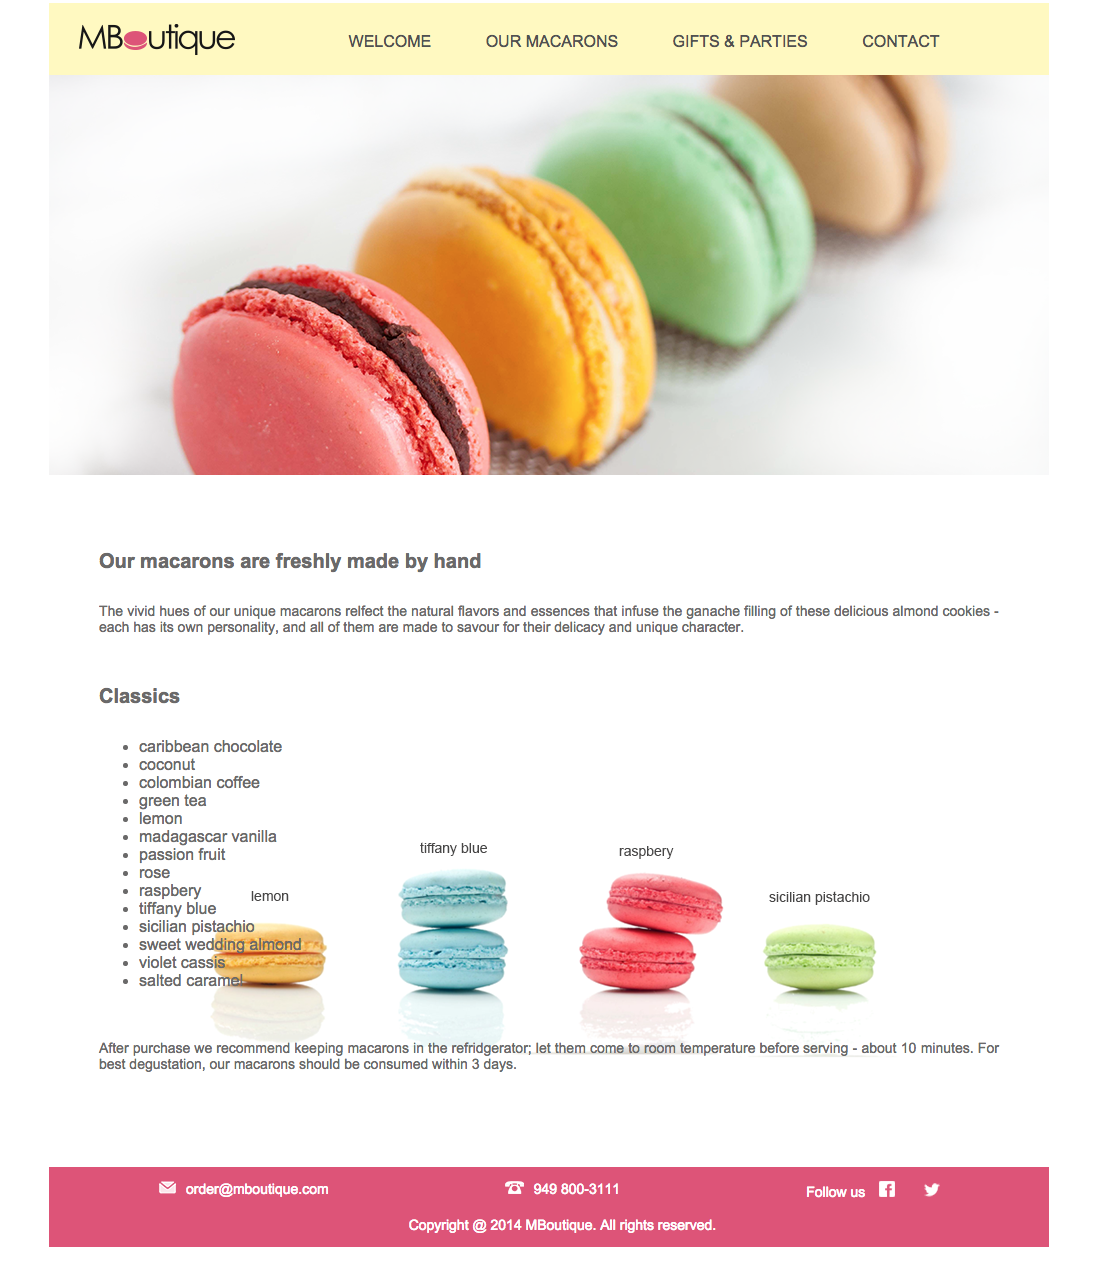 MBoutique
WELCOME
OUR MACARONS
GIFTS & PARTIES
CONTACT
Our macarons are freshly made by hand
The vivid hues of our unique macarons relfect the natural flavors and essences that infuse the ganache filling of these delicious almond cookies -
each has its own personality, and all of them are made to savour for their delicacy and unique character.
Classics
caribbean chocolate
coconut
colombian coffee
green tea
lemon
madagascar vanilla
passion fruit
rose
raspbery
tiffany blue
sicilian pistachio
sweet wedding almond
violet cassis
salted caramel
lemon
tiffany blue
raspbery
sicilian pistachio
After purchase we recommend keeping macarons in the refridgerator; let them come to room temperature before serving - about 10 minutes. For
best degustation, our macarons should be consumed within 3 days.
order@mboutique.com
949 800-3111
Follow us
Copyright @ 2014 MBoutique. All rights reserved.